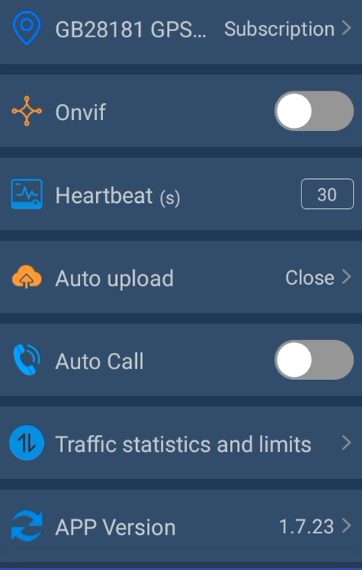 GB28181 GPS... Subscription
Onvif
Heartbeat (s) 30
Auto upload Close
Auto Call
Traffic statistics and limits
APP Version 1.7.23